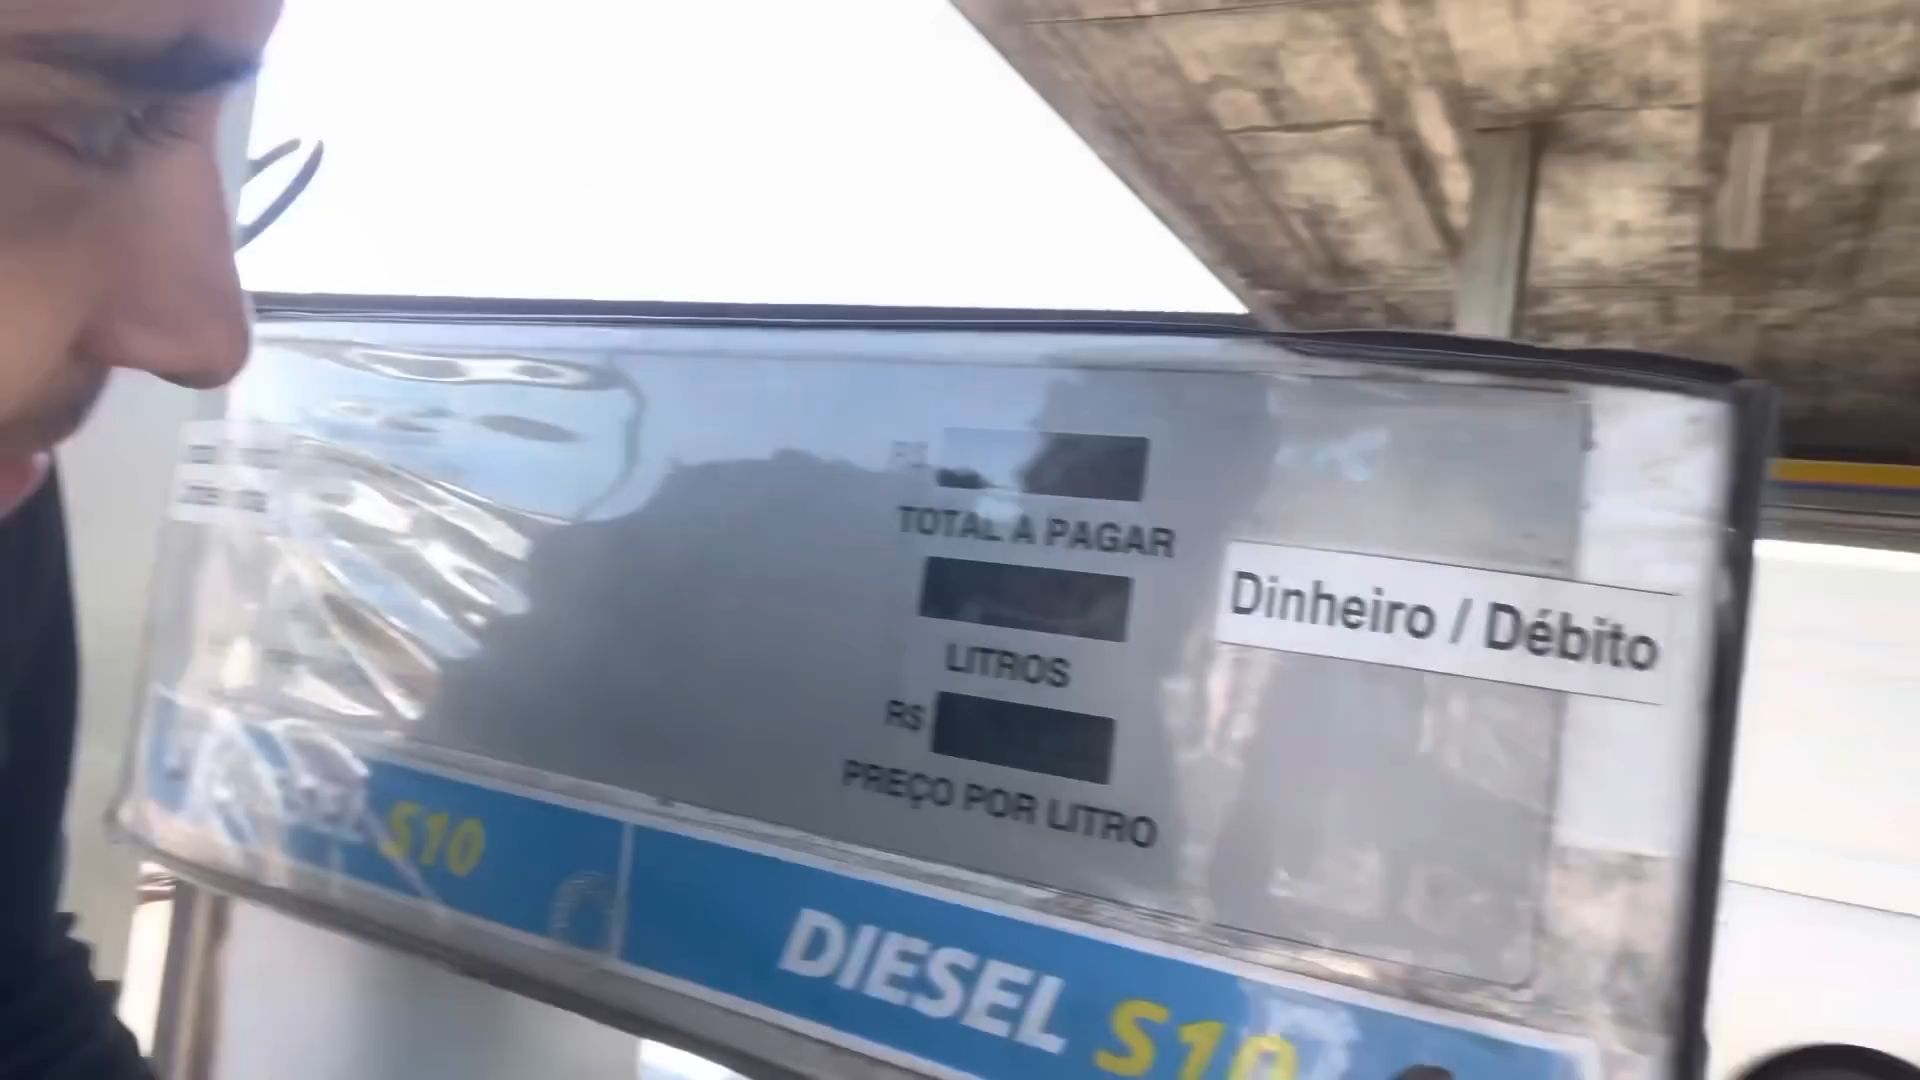 R$
TOTAL A PAGAR
Dinheiro / Débito
LITROS
R$
PREÇO POR LITRO
S10
DIESEL S10